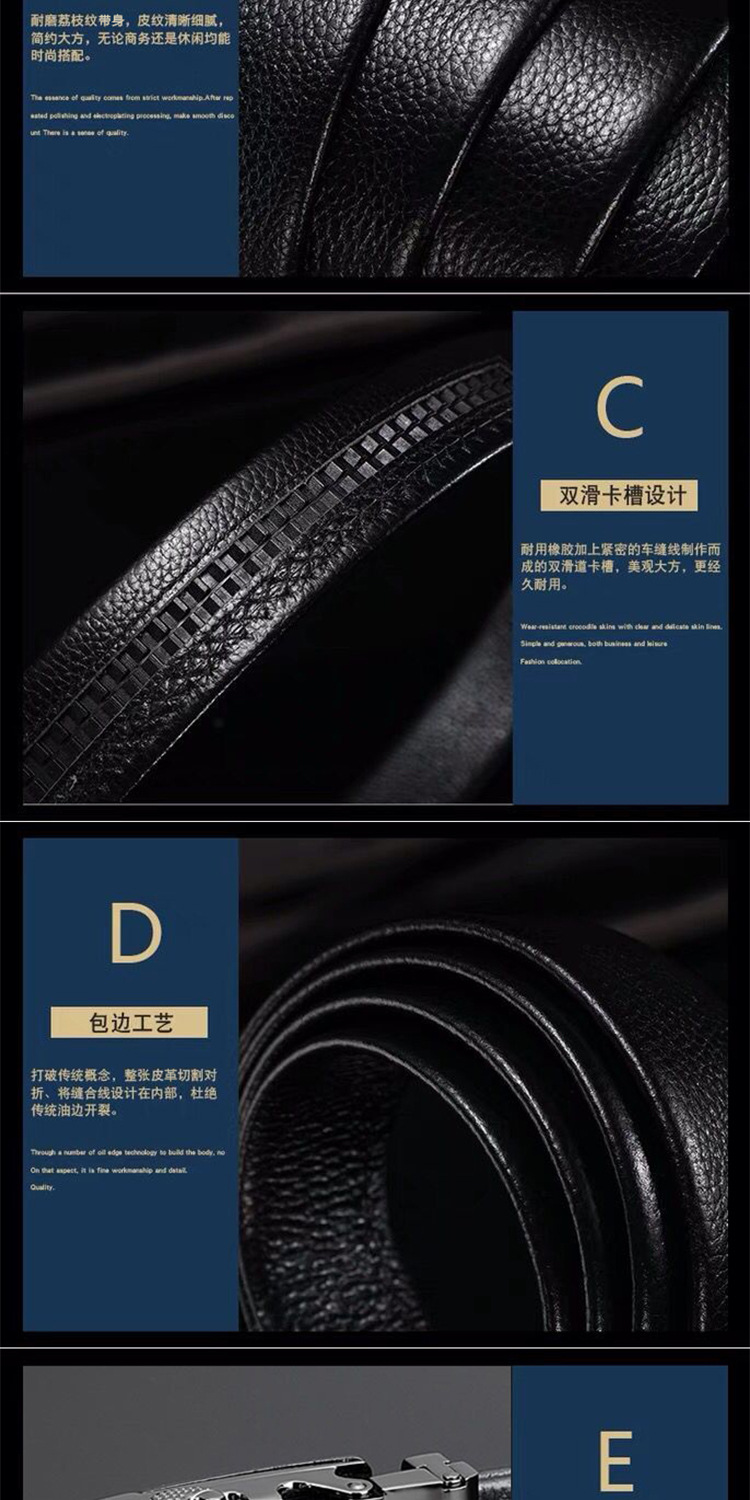 耐磨荔枝纹带身，皮纹清晰细腻，
简约大方，无论商务还是休闲均能
时尚搭配。
The essence of quality comes from strict workmanship.After rep
eated polishing and electroplating processing, make smooth disco
unt There is a sense of quality.
C
双滑卡槽设计
耐用橡胶加上紧密的车缝线制作而
成的双滑道卡槽，美观大方，更经
久耐用。
Wear-resistant crocodile skins with clear and delicate skin lines.
Simple and generous, both business and leisure
Fashion collocation.
D
包边工艺
打破传统概念，整张皮革切割对
折、将缝合线设计在内部，杜绝
传统油边开裂。
Through a number of oil edge technology to build the body, no
On that aspect, it is fine workmanship and detail.
Quality.
E